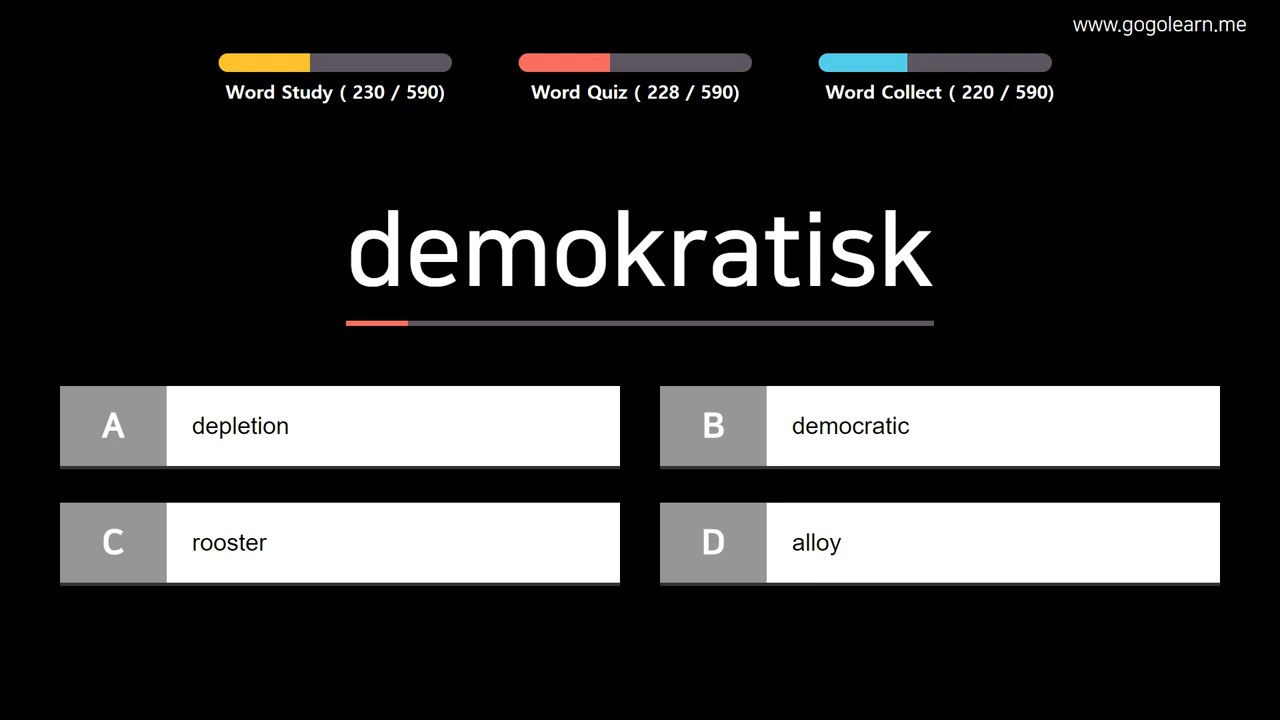 www.gogolearn.me
Word Study ( 230 / 590)
Word Quiz ( 228 / 590)
Word Collect ( 220 / 590)
demokratisk
A depletion
B democratic
C rooster
D alloy